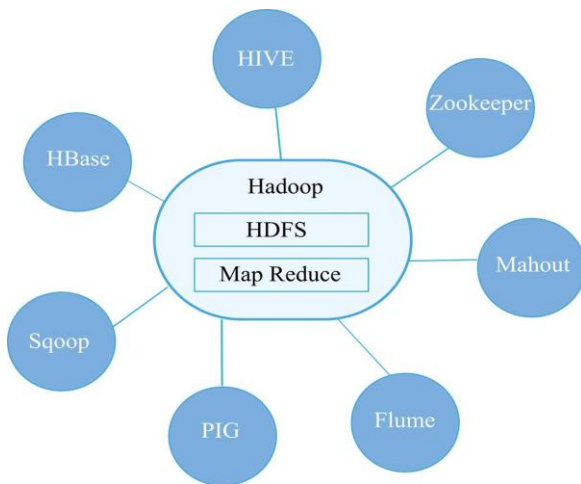 HIVE
Zookeeper
HBase
Hadoop
HDFS
Map Reduce
Mahout
Sqoop
PIG
Flume